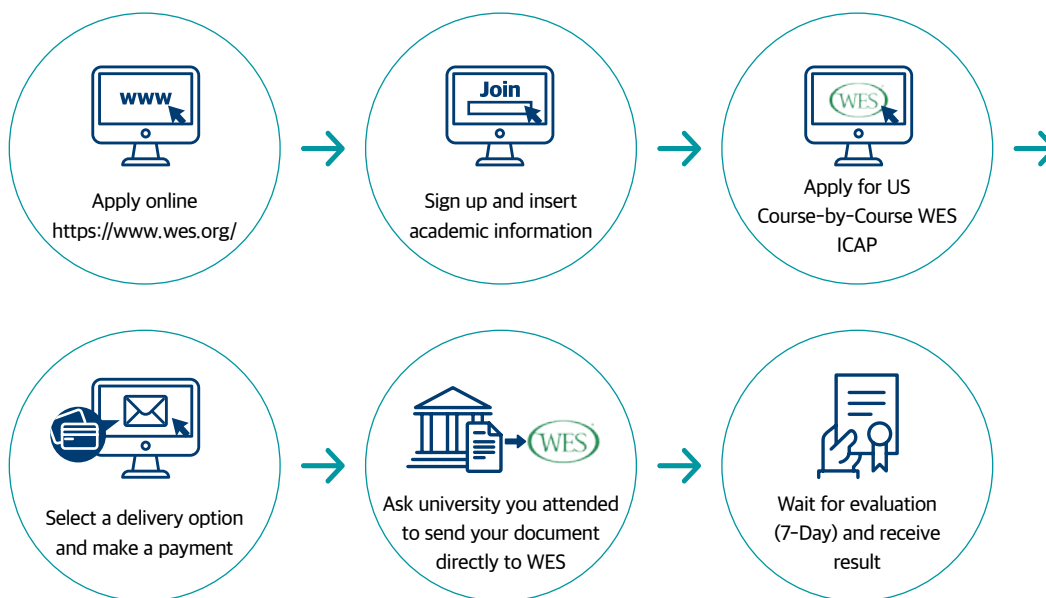 www
Apply online
https://www.wes.org/
Join
Sign up and insert
academic information
WES
Apply for US
Course-by-Course WES
ICAP
Select a delivery option
and make a payment
WES
Ask university you attended
to send your document
directly to WES
Wait for evaluation
(7-Day) and receive
result